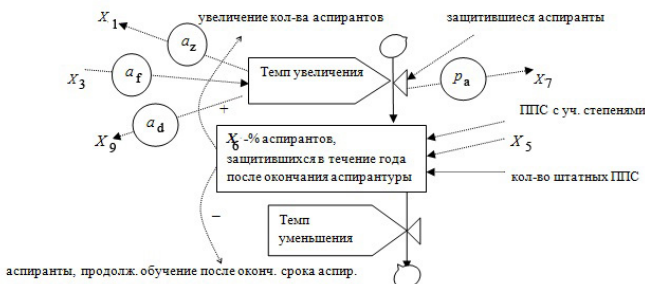 увеличение кол-ва аспирантов
защитившиеся аспиранты
X1
az
X3
af
Темп увеличения
pa
X7
+
ad
X9
ППС с уч. степенями
X6 -% аспирантов,
защитившихся в течение года
после окончания аспирантуры
X5
кол-во штатных ППС
–
Темп
уменьшения
аспиранты, продолж. обучение после оконч. срока аспир.